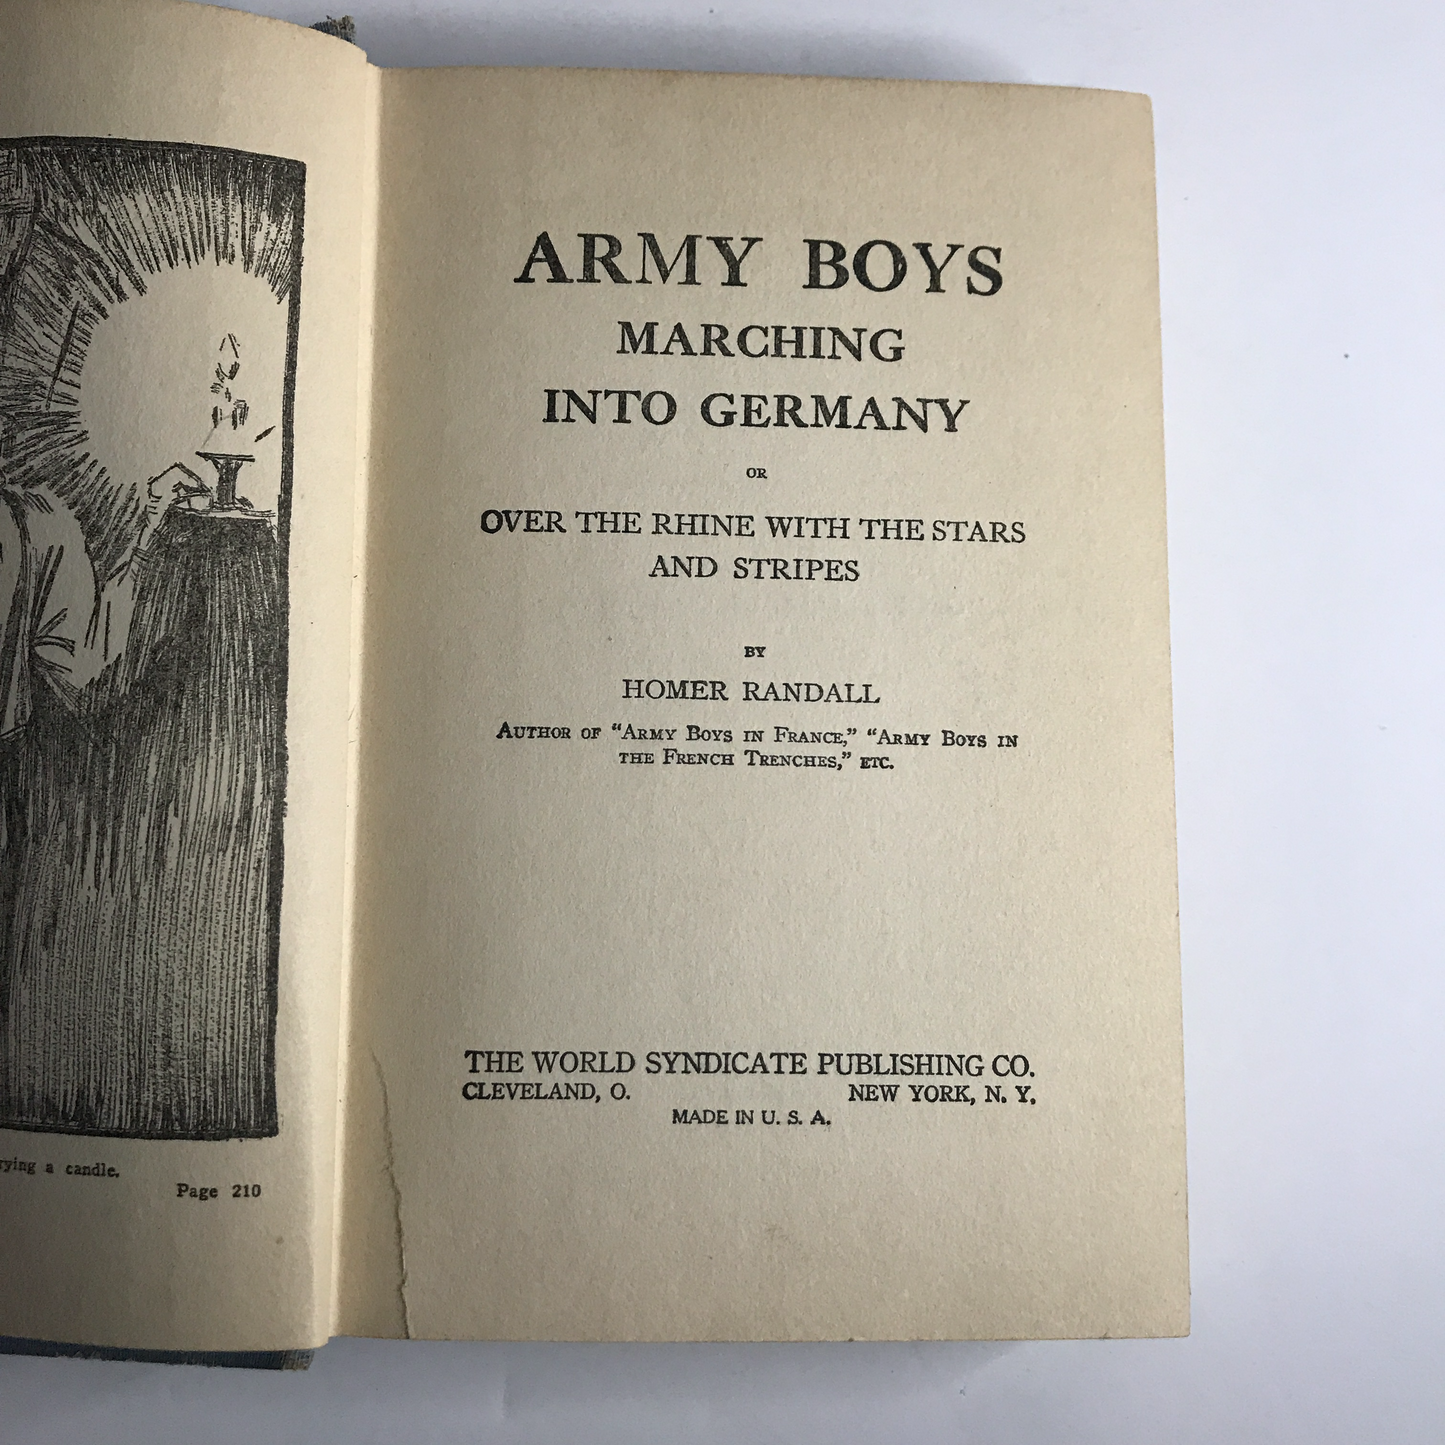 rying a candle.
Page 210
ARMY BOYS
MARCHING
INTO GERMANY
OR
OVER THE RHINE WITH THE STARS
AND STRIPES
BY
HOMER RANDALL
AUTHOR OF "ARMY BOYS IN FRANCE," "ARMY BOYS IN
THE FRENCH TRENCHES," ETC.
THE WORLD SYNDICATE PUBLISHING CO.
CLEVELAND, O. NEW YORK, N. Y.
MADE IN U. S. A.